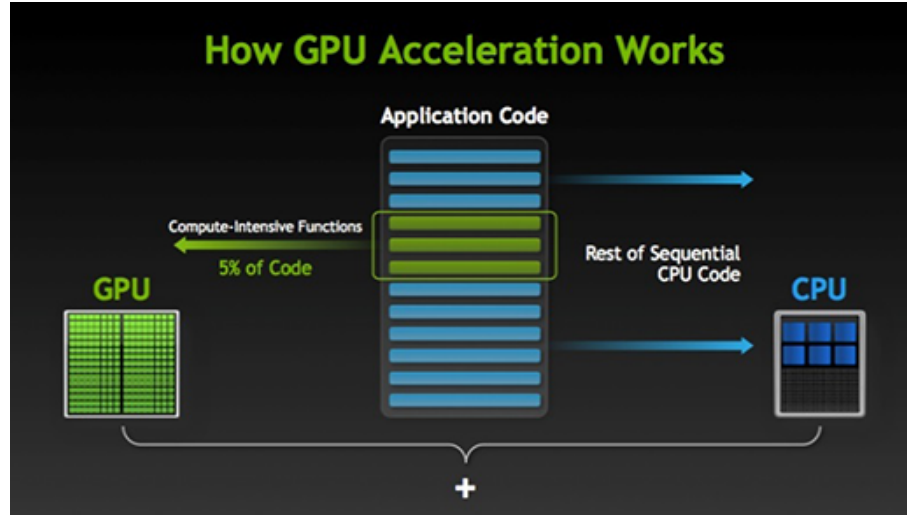 How GPU Acceleration Works
Application Code
Compute-Intensive Functions
5% of Code
Rest of Sequential
CPU Code
GPU
CPU
+